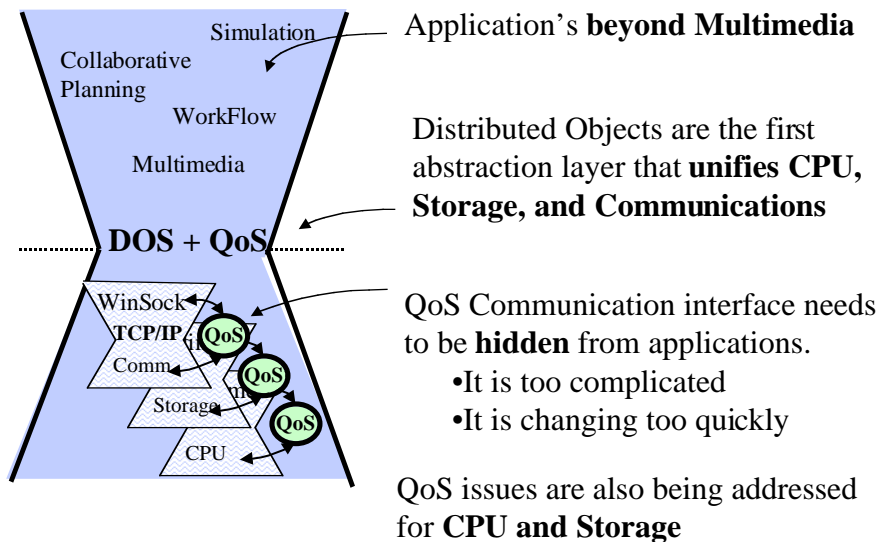 Simulation
Collaborative
Planning
WorkFlow
Multimedia
DOS + QoS
WinSock
TCP/IP
QoS
Comm
QoS
Storage
QoS
CPU
Application’s beyond Multimedia
Distributed Objects are the first
abstraction layer that unifies CPU,
Storage, and Communications
QoS Communication interface needs
to be hidden from applications.
•It is too complicated
•It is changing too quickly
QoS issues are also being addressed
for CPU and Storage